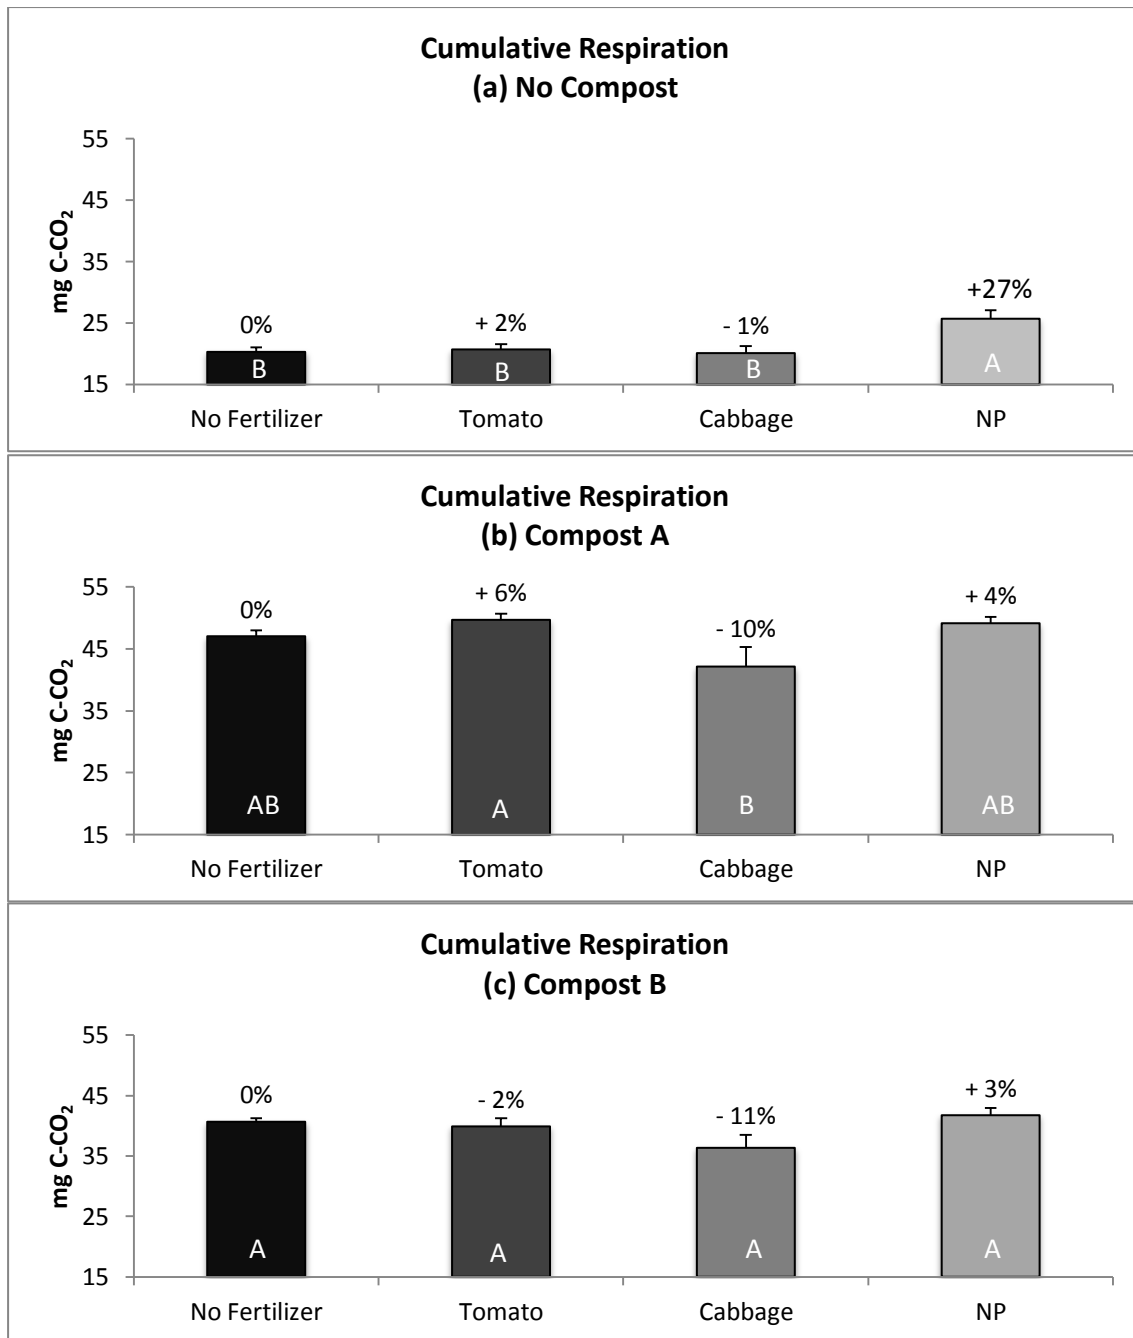 Cumulative Respiration
(a) No Compost
mg C-CO₂
55
45
35
25
15
0%
+ 2%
- 1%
+27%
B
B
B
A
No Fertilizer
Tomato
Cabbage
NP
Cumulative Respiration
(b) Compost A
mg C-CO₂
55
45
35
25
15
0%
+ 6%
- 10%
+ 4%
AB
A
B
AB
No Fertilizer
Tomato
Cabbage
NP
Cumulative Respiration
(c) Compost B
mg C-CO₂
55
45
35
25
15
0%
- 2%
- 11%
+ 3%
A
A
A
A
No Fertilizer
Tomato
Cabbage
NP